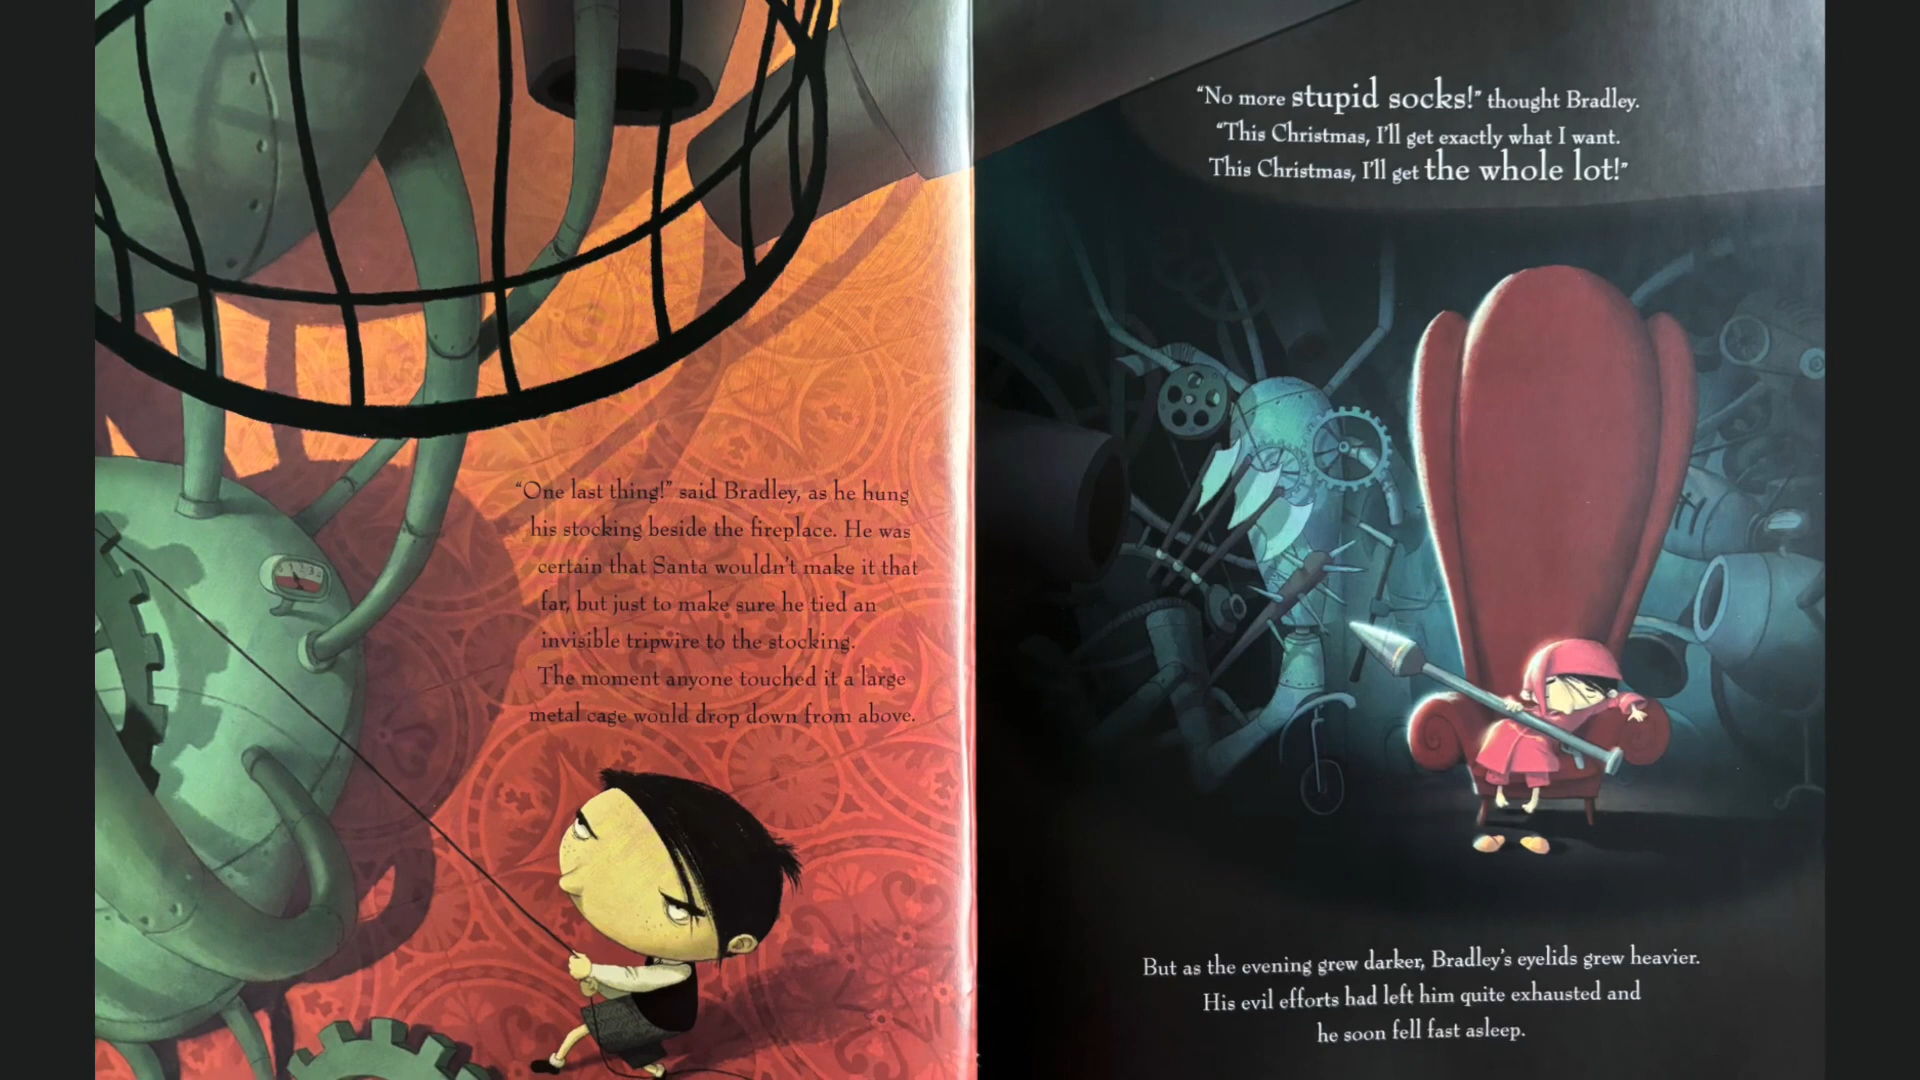 “One last thing!” said Bradley, as he hung
his stocking beside the fireplace. He was
certain that Santa wouldn’t make it that
far, but just to make sure he tied an
invisible tripwire to the stocking.
The moment anyone touched it a large
metal cage would drop down from above.
“No more stupid socks!” thought Bradley.
“This Christmas, I’ll get exactly what I want.
This Christmas, I’ll get the whole lot!”
But as the evening grew darker, Bradley’s eyelids grew heavier.
His evil efforts had left him quite exhausted and
he soon fell fast asleep.